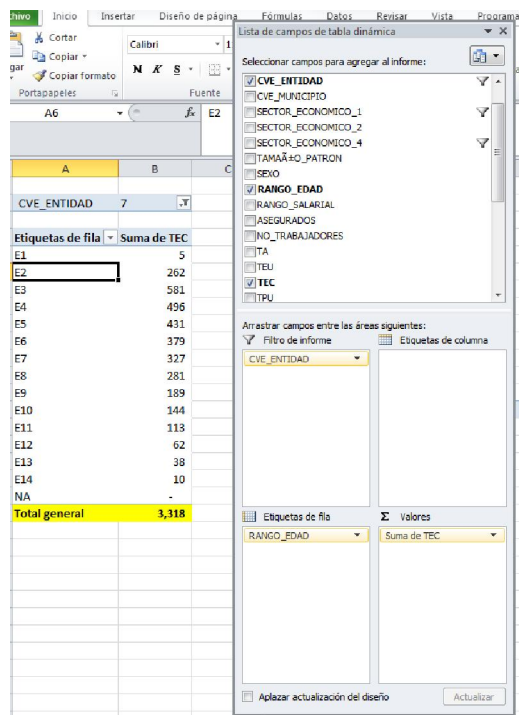 hivo Inicio Insertar Diseño de página Fórmulas Datos Revisar Vista Programa
Cortar
Copiar
gar Copiar formato
Portapapeles
Calibri 1
N K S
Fuente
A6 fx E2
A B C
CVE_ENTIDAD 7
Etiquetas de fila Suma de TEC
E1 5
E2 262
E3 581
E4 496
E5 431
E6 379
E7 327
E8 281
E9 189
E10 144
E11 113
E12 62
E13 38
E14 10
NA -
Total general 3,318
Lista de campos de tabla dinámica
Seleccionar campos para agregar al informe:
CVE_ENTIDAD
CVE_MUNICIPIO
SECTOR_ECONOMICO_1
SECTOR_ECONOMICO_2
SECTOR_ECONOMICO_4
TAMAÑ±O_PATRON
SEXO
RANGO_EDAD
RANGO_SALARIAL
ASEGURADOS
NO_TRABAJADORES
TA
TEU
TEC
TPU
Arrastrar campos entre las áreas siguientes:
Filtro de informe Etiquetas de columna
CVE_ENTIDAD
Etiquetas de fila Σ Valores
RANGO_EDAD Suma de TEC
Aplazar actualización del diseño Actualizar